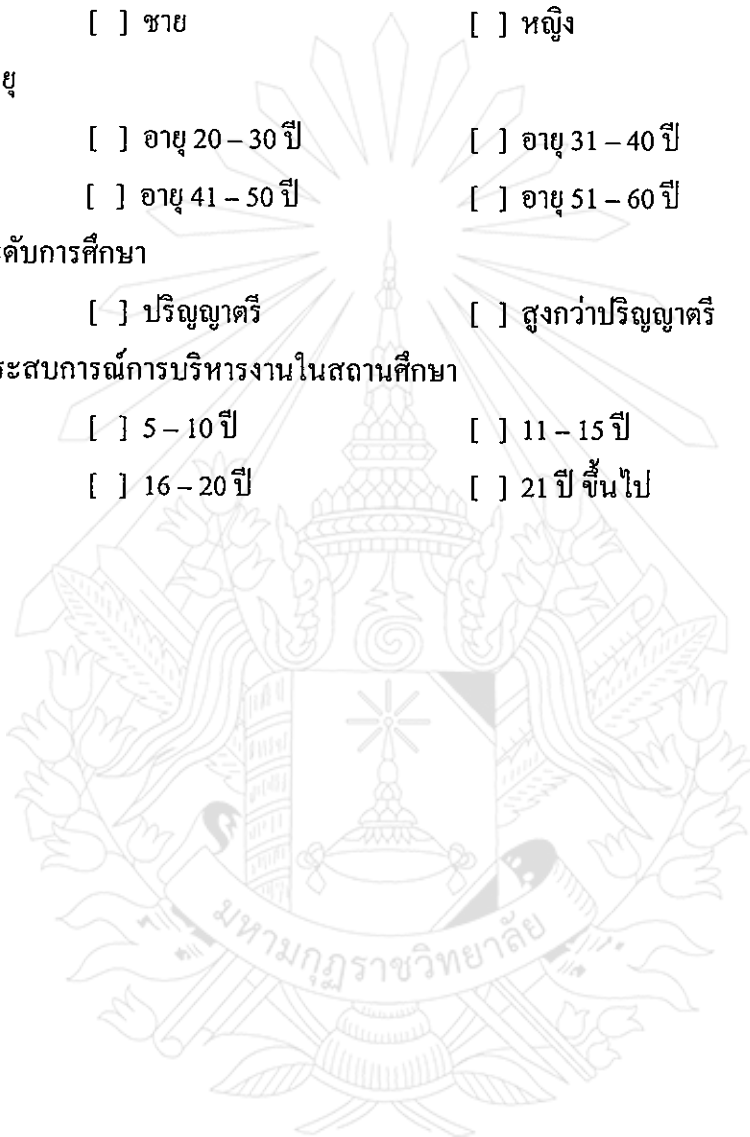 [ ] ชาย [ ] หญิง
ยุ
[ ] อายุ 20 – 30 ปี [ ] อายุ 31 – 40 ปี
[ ] อายุ 41 – 50 ปี [ ] อายุ 51 – 60 ปี
ะดับการศึกษา
[ ] ปริญญาตรี [ ] สูงกว่าปริญญาตรี
ระสบการณ์การบริหารงานในสถานศึกษา
[ ] 5 – 10 ปี [ ] 11 – 15 ปี
[ ] 16 – 20 ปี [ ] 21 ปี ขึ้นไป
มหามกุฏราชวิทยาลัย